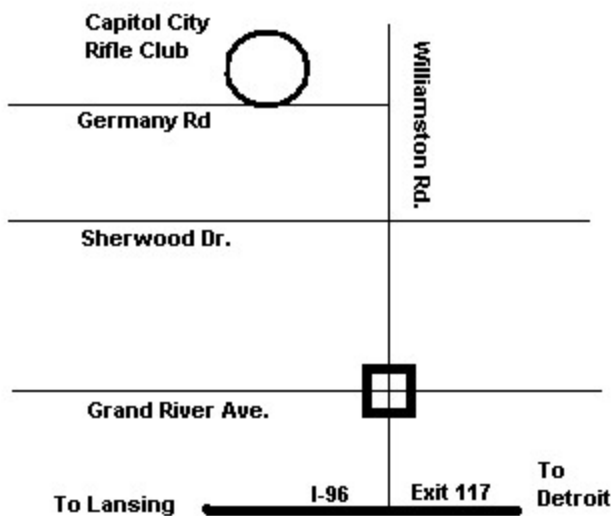 Capitol City
Rifle Club
Williamston Rd.
Germany Rd
Sherwood Dr.
Grand River Ave.
To Lansing
I-96
Exit 117
To
Detroit